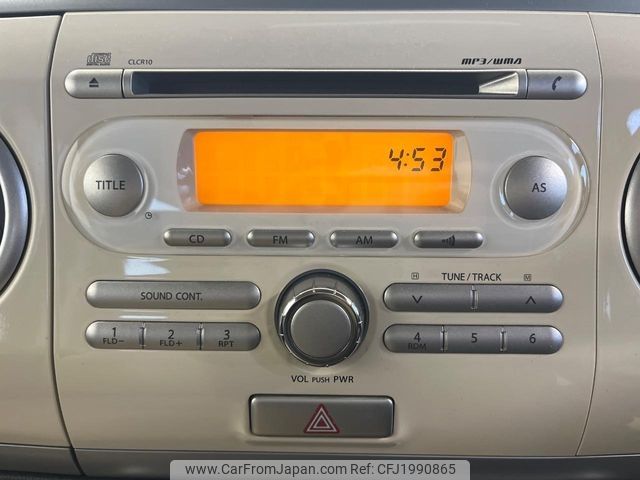 disc CLCR10 MP3/WMA
4:53
TITLE AS
CD FM AM
H TUNE / TRACK M
SOUND CONT.
1 2 3 4 5 6
FLD− FLD+ RPT RDM
VOL PUSH PWR
www.CarFromJapan.com Ref: CFJ1990865